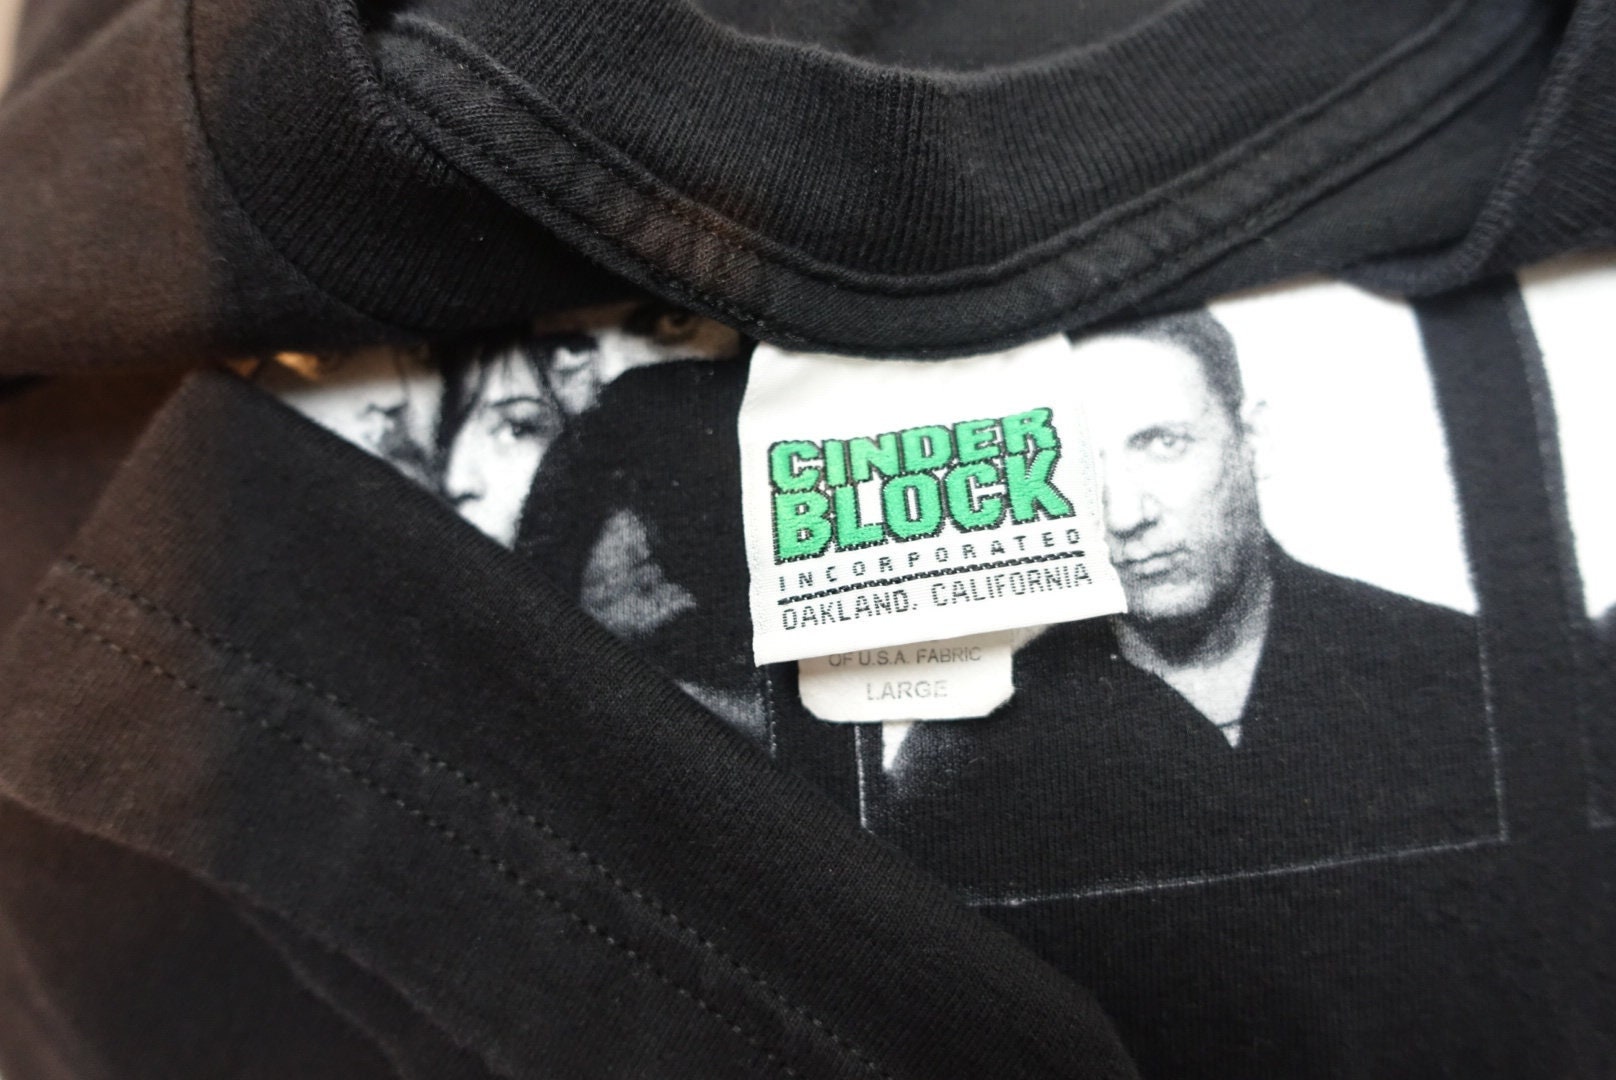 CINDER
BLOCK
INCORPORATED
OAKLAND, CALIFORNIA
OF U.S.A. FABRIC
LARGE